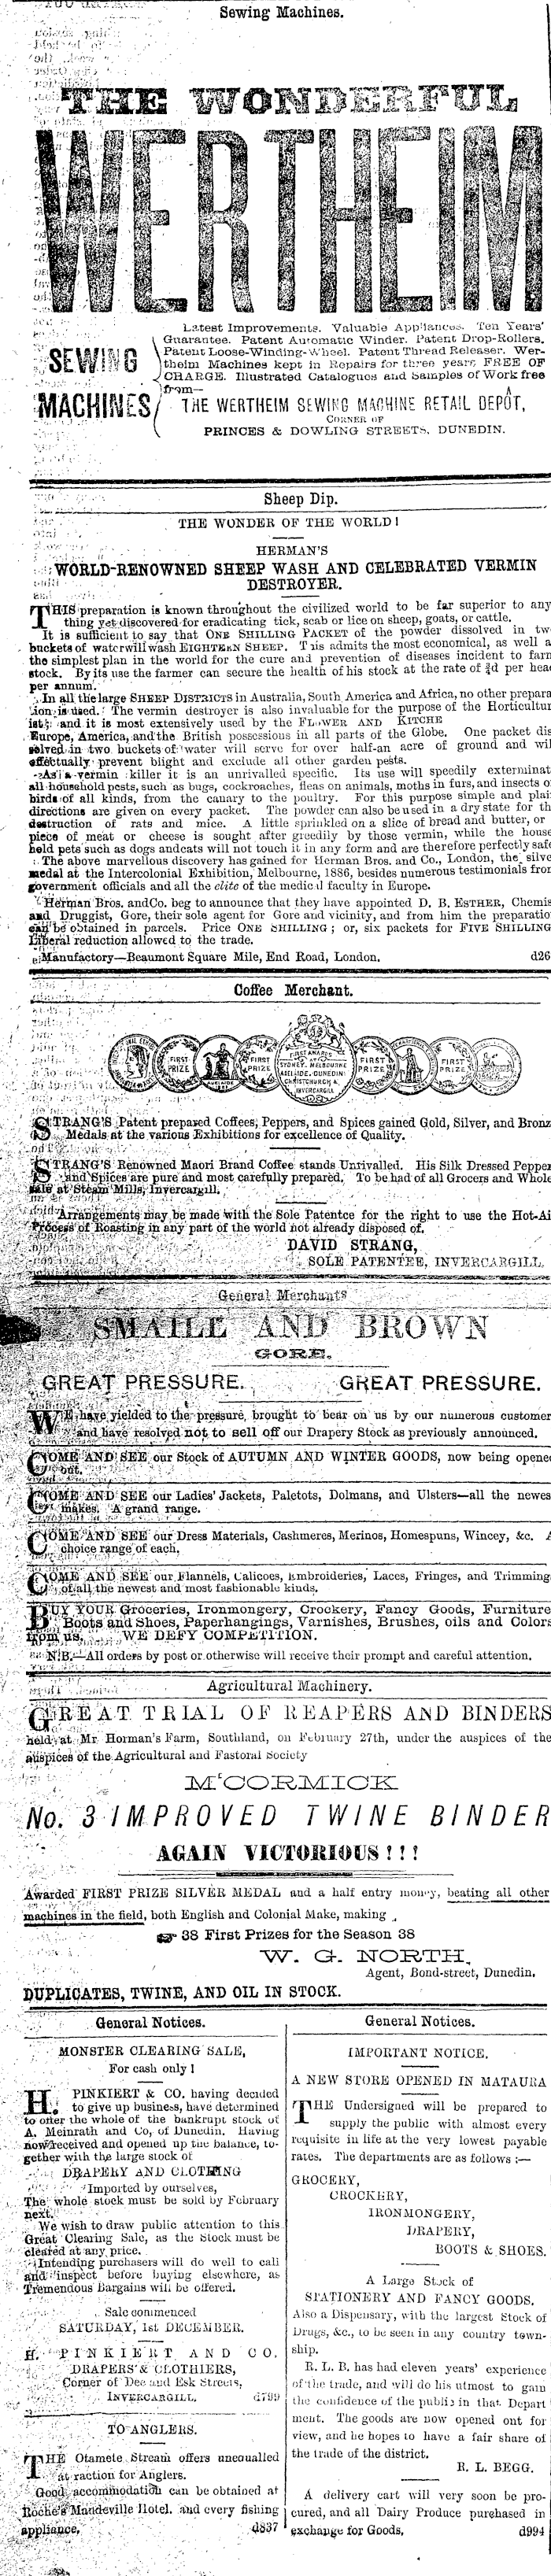 Sewing Machines.
THE WONDERFUL
WERTHEIM
SEWING
MACHINES
Latest Improvements. Valuable Appliances. Ten Years'
Guarantee. Patent Automatic Winder. Patent Drop-Rollers.
Patent Loose-Winding-Wheel. Patent Thread Releaser. Wer-
theim Machines kept in Repairs for three years FREE OF
CHARGE. Illustrated Catalogues and Samples of Work free
from—
THE WERTHEIM SEWING MACHINE RETAIL DEPÔT,
CORNER OF
PRINCES & DOWLING STREETS, DUNEDIN.
Sheep Dip.
THE WONDER OF THE WORLD!
HERMAN'S
WORLD-RENOWNED SHEEP WASH AND CELEBRATED VERMIN
DESTROYER.
THIS preparation is known throughout the civilized world to be far superior to any
thing yet discovered for eradicating tick, scab or lice on sheep, goats, or cattle.
It is sufficient to say that ONE SHILLING PACKET of the powder dissolved in tw
buckets of water will wash EIGHTEEN SHEEP. This admits the most economical, as well a
the simplest plan in the world for the cure and prevention of diseases incident to farm
stock. By its use the farmer can secure the health of his stock at the rate of ¾d per hea
per annum.
In all the large SHEEP DISTRICTS in Australia, South America and Africa, no other prepara
tion is used. The vermin destroyer is also invaluable for the purpose of the Horticultur
ist; and it is most extensively used by the FLOWER AND KITCHE
Europe, America, and the British possessions in all parts of the Globe. One packet dis
solved in two buckets of water will serve for over half-an acre of ground and wil
effectually prevent blight and exclude all other garden pests.
As a vermin killer it is an unrivalled specific. Its use will speedily exterminat
all household pests, such as bugs, cockroaches, fleas on animals, moths in furs, and insects o
birds of all kinds, from the canary to the poultry. For this purpose simple and plai
directions are given on every packet. The powder can also be used in a dry state for th
destruction of rats and mice. A little sprinkled on a slice of bread and butter, or
piece of meat or cheese is sought after greedily by those vermin, while the house
held pets such as dogs andcats will not touch it in any form and are therefore perfectly safe
The above marvellous discovery has gained for Herman Bros. and Co., London, the silve
medal at the Intercolonial Exhibition, Melbourne, 1886, besides numerous testimonials from
government officials and all the clite of the medical faculty in Europe.
Herman Bros. andCo. beg to announce that they have appointed D. B. ESTHER, Chemis
and Druggist, Gore, their sole agent for Gore and vicinity, and from him the preparatio
can be obtained in parcels. Price ONE SHILLING; or, six packets for FIVE SHILLING
Liberal reduction allowed to the trade.
Manufactory—Beaumont Square Mile, End Road, London. d26
Coffee Merchant.
FIRST PRIZE
FIRST PRIZE
FIRST AWARDS
SYDNEY, MELBOURNE
ADELAIDE, DUNEDIN
CHRISTCHURCH &
INVERCARGILL
FIRST PRIZE
FIRST PRIZE
STRANG'S Patent prepared Coffees, Peppers, and Spices gained Gold, Silver, and Bronz
Medals at the various Exhibitions for excellence of Quality.
STRANG'S Renowned Maori Brand Coffee stands Unrivalled. His Silk Dressed Pepper
and Spices are pure and most carefully prepared. To be had of all Grocers and Whole
sale at Steam Mills, Invercargill.
Arrangements may be made with the Sole Patentee for the right to use the Hot-Ai
Process of Roasting in any part of the world not already disposed of.
DAVID STRANG,
SOLE PATENTEE, INVERCARGILL
General Merchants
SMAILL AND BROWN
GORE.
GREAT PRESSURE. GREAT PRESSURE.
WE have yielded to the pressure, brought to bear on us by our numerous customer
and have resolved not to sell off our Drapery Stock as previously announced.
COME AND SEE our Stock of AUTUMN AND WINTER GOODS, now being opene
out.
COME AND SEE our Ladies' Jackets, Paletots, Dolmans, and Ulsters—all the newes
makes. A grand range.
COME AND SEE our Dress Materials, Cashmeres, Merinos, Homespuns, Wincey, &c. A
choice range of each.
COME AND SEE our Flannels, Calicoes, Embroideries, Laces, Fringes, and Trimming
of all the newest and most fashionable kinds.
BUY YOUR Groceries, Ironmongery, Crockery, Fancy Goods, Furniture
Boots and Shoes, Paperhangings, Varnishes, Brushes, oils and Colors
from us. WE DEFY COMPETITION.
N.B.—All orders by post or otherwise will receive their prompt and careful attention.
Agricultural Machinery.
GREAT TRIAL OF REAPERS AND BINDERS
held at Mr Horman's Farm, Southland, on February 27th, under the auspices of the
auspices of the Agricultural and Pastoral Society
M'CORMICK
No. 3 IMPROVED TWINE BINDER
AGAIN VICTORIOUS!!!
Awarded FIRST PRIZE SILVER MEDAL and a half entry money, beating all other
machines in the field, both English and Colonial Make, making
38 First Prizes for the Season 38
W. G. NORTH,
Agent, Bond-street, Dunedin.
DUPLICATES, TWINE, AND OIL IN STOCK.
General Notices.
MONSTER CLEARING SALE,
For cash only!
H. PINKIERT & CO. having decided
to give up business, have determined
to offer the whole of the bankrupt stock of
A. Meinrath and Co, of Dunedin. Having
now received and opened up the balance, to-
gether with the large stock of
DRAPERY AND CLOTHING
Imported by ourselves,
The whole stock must be sold by February
next.
We wish to draw public attention to this
Great Clearing Sale, as the Stock must be
cleared at any price.
Intending purchasers will do well to call
and inspect before buying elsewhere, as
Tremendous Bargains will be offered.
Sale commenced
SATURDAY, 1st DECEMBER.
H. PINKIERT AND CO.
DRAPERS & CLOTHIERS,
Corner of Dee and Esk Streets,
INVERCARGILL. d799
TO ANGLERS.
THE Otamete Stream offers unequalled
attraction for Anglers.
Good accommodation can be obtained at
Roche's Mandeville Hotel, and every fishing
appliance. d837
General Notices.
IMPORTANT NOTICE.
A NEW STORE OPENED IN MATAURA
THE Undersigned will be prepared to
supply the public with almost every
requisite in life at the very lowest payable
rates. The departments are as follows :—
GROCERY,
CROCKERY,
IRONMONGERY,
DRAPERY,
BOOTS & SHOES.
A Large Stock of
STATIONERY AND FANCY GOODS.
Also a Dispensary, with the largest Stock of
Drugs, &c., to be seen in any country town-
ship.
R. L. B. has had eleven years' experience
of the trade, and will do his utmost to gain
the confidence of the public in that Depart
ment. The goods are now opened out for
view, and he hopes to have a fair share of
the trade of the district.
R. L. BEGG.
A delivery cart will very soon be pro-
cured, and all Dairy Produce purchased in
exchange for Goods. d994